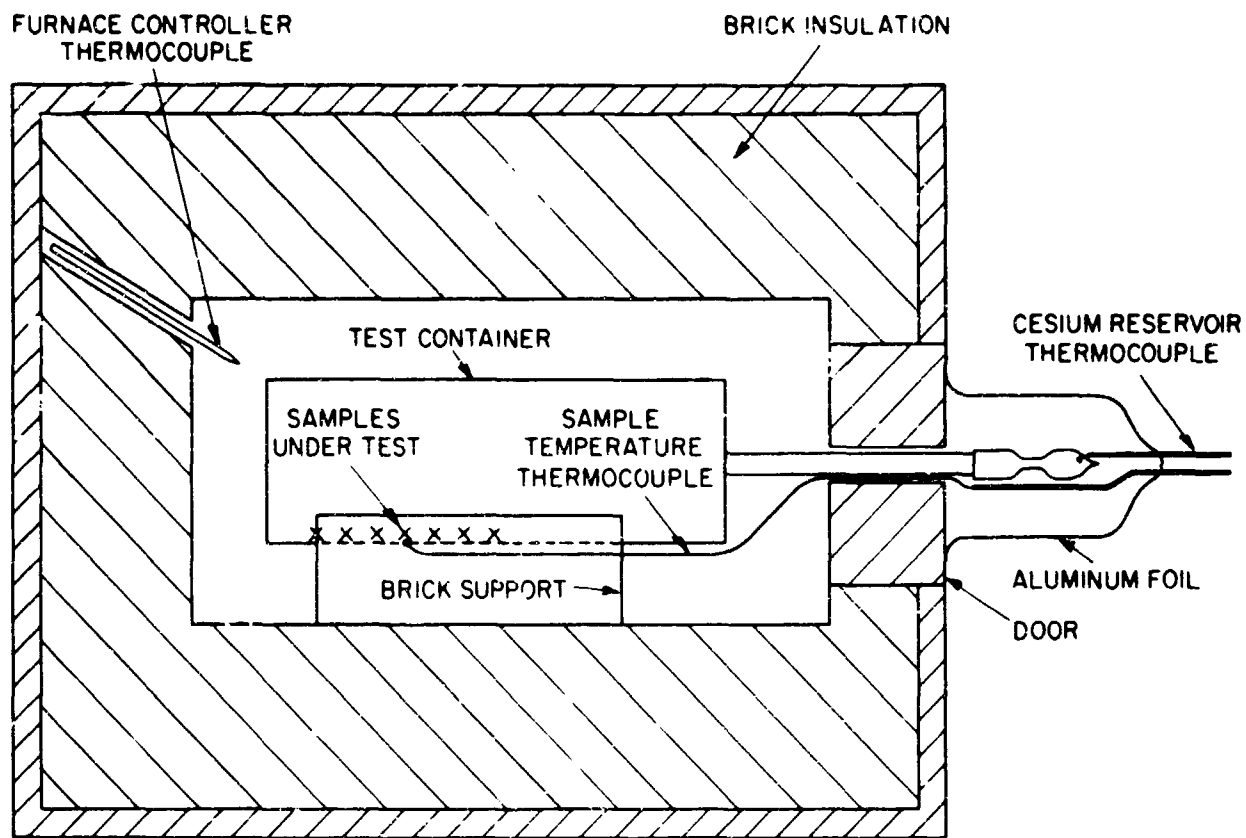 FURNACE CONTROLLER
THERMOCOUPLE
BRICK INSULATION
CESIUM RESERVOIR
THERMOCOUPLE
TEST CONTAINER
SAMPLES
UNDER TEST
SAMPLE
TEMPERATURE
THERMOCOUPLE
X X X X X X X
BRICK SUPPORT
ALUMINUM FOIL
DOOR